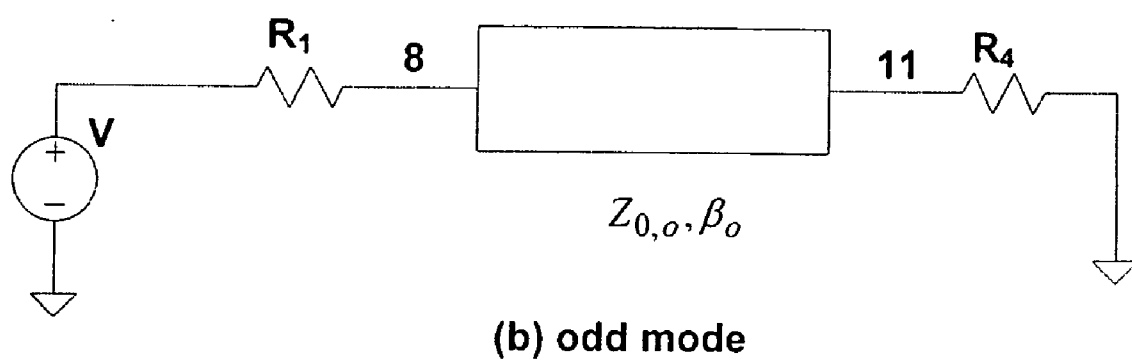 R₁
8
11
R₄
V
+
−
Z₀,ₒ, βₒ
(b) odd mode